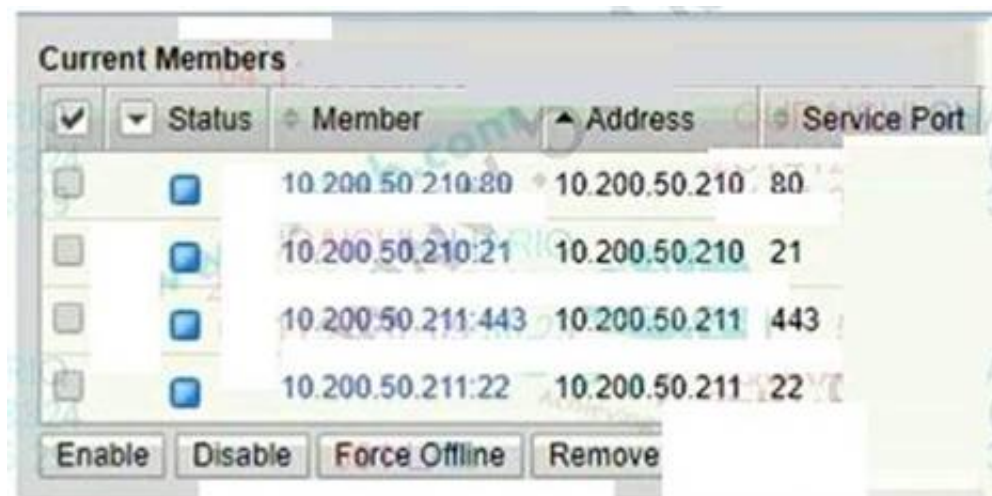 Current Members
Status Member Address Service Port
10.200.50.210:80 10.200.50.210 80
10.200.50.210:21 10.200.50.210 21
10.200.50.211:443 10.200.50.211 443
10.200.50.211:22 10.200.50.211 22
Enable Disable Force Offline Remove